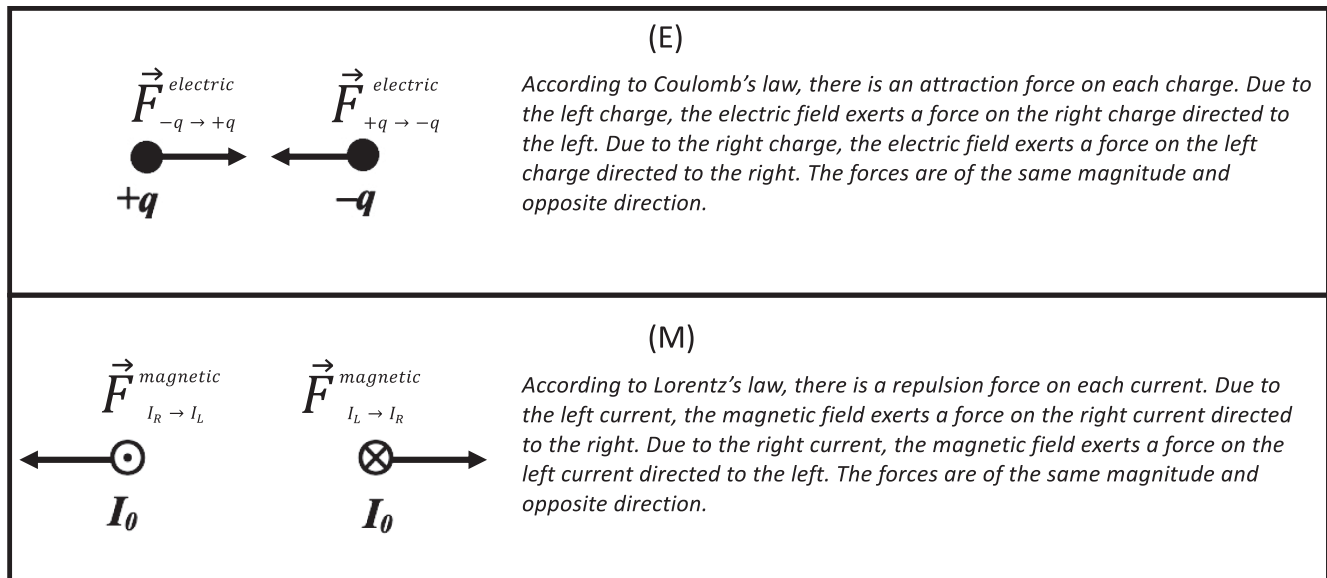 (E)
F⃗ electric −q → +q
F⃗ electric +q → −q
+q
−q
According to Coulomb’s law, there is an attraction force on each charge. Due to
the left charge, the electric field exerts a force on the right charge directed to
the left. Due to the right charge, the electric field exerts a force on the left
charge directed to the right. The forces are of the same magnitude and
opposite direction.
(M)
F⃗ magnetic I_R → I_L
F⃗ magnetic I_L → I_R
I_0
I_0
According to Lorentz’s law, there is a repulsion force on each current. Due to
the left current, the magnetic field exerts a force on the right current directed
to the right. Due to the right current, the magnetic field exerts a force on the
left current directed to the left. The forces are of the same magnitude and
opposite direction.